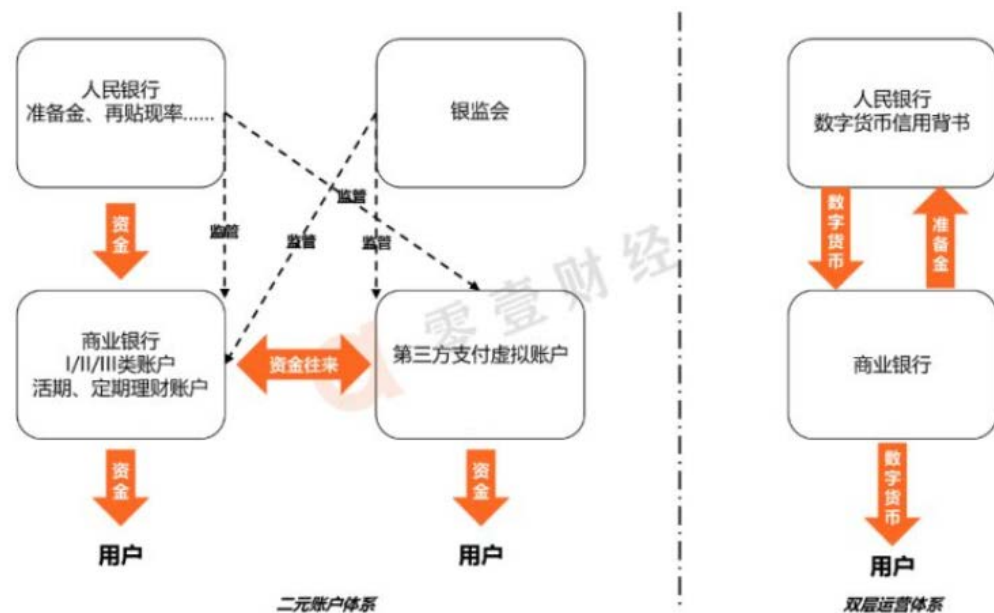 人民银行
准备金、再贴现率......
银监会
人民银行
数字货币信用背书
监管
监管
监管
监管
资金
数字货币
准备金
零壹财经
商业银行
I/II/III类账户
活期、定期理财账户
资金往来
第三方支付虚拟账户
商业银行
资金
资金
数字货币
用户
用户
用户
二元账户体系
双层运营体系